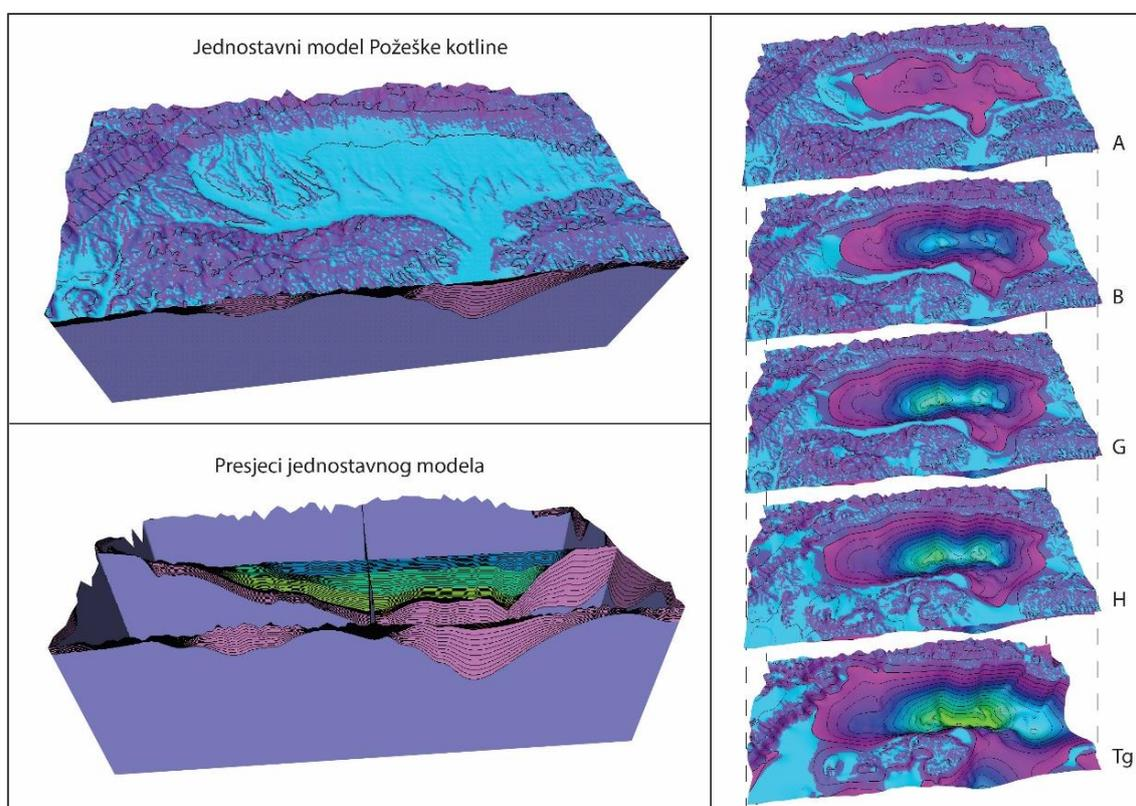 Jednostavni model Požeške kotline
Presjeci jednostavnog modela
A
B
G
H
Tg